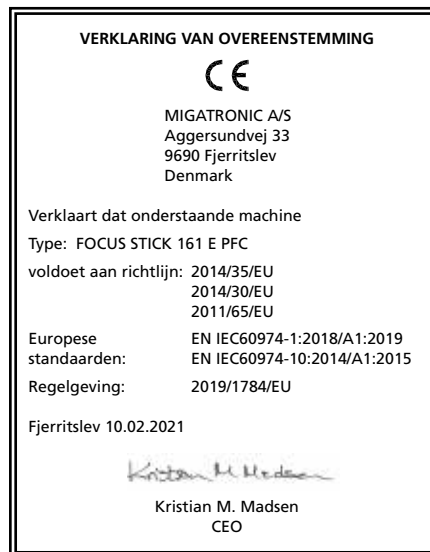 VERKLARING VAN OVEREENSTEMMING
CE
MIGATRONIC A/S
Aggersundvej 33
9690 Fjerritslev
Denmark
Verklaart dat onderstaande machine
Type: FOCUS STICK 161 E PFC
voldoet aan richtlijn: 2014/35/EU
2014/30/EU
2011/65/EU
Europese EN IEC60974-1:2018/A1:2019
standaarden: EN IEC60974-10:2014/A1:2015
Regelgeving: 2019/1784/EU
Fjerritslev 10.02.2021
Kristian M Madsen
Kristian M. Madsen
CEO